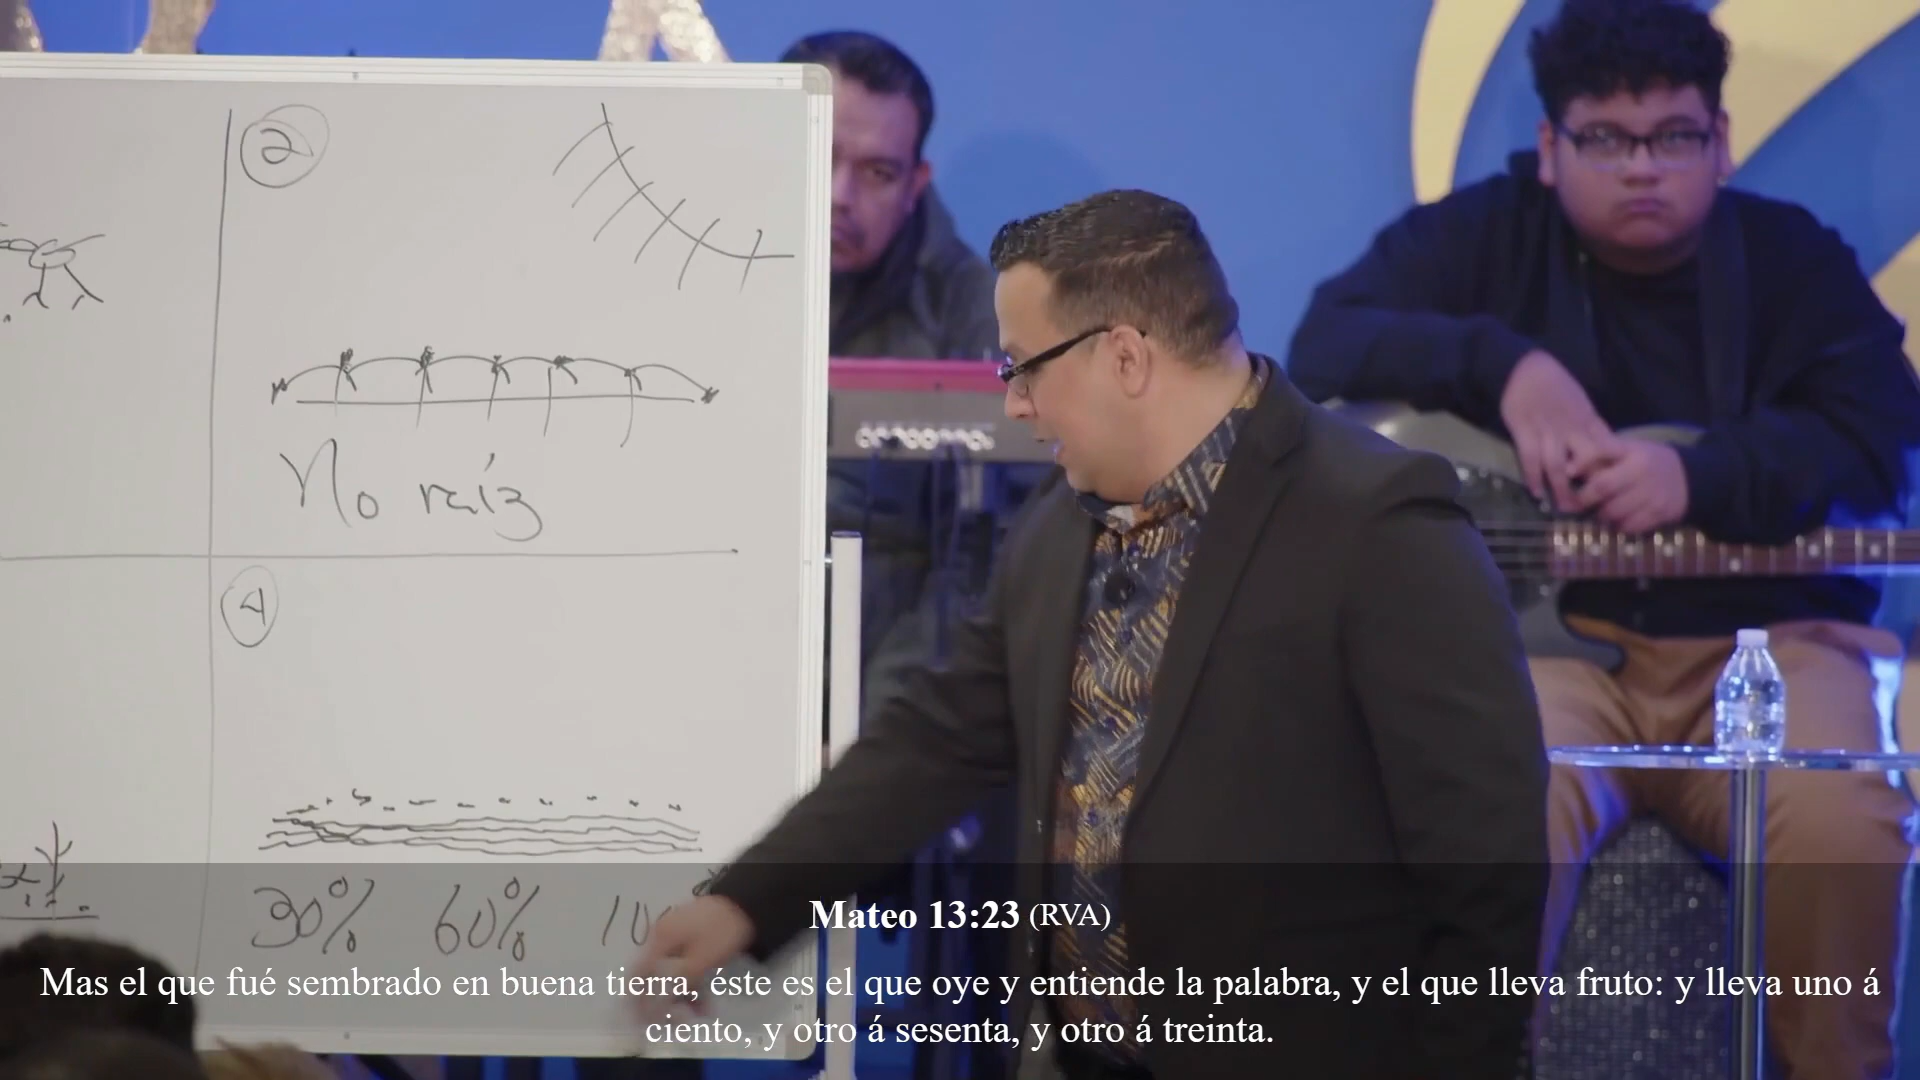 2
No raíz
4
30% 60%
Mateo 13:23 (RVA)
Mas el que fué sembrado en buena tierra, éste es el que oye y entiende la palabra, y el que lleva fruto: y lleva uno á
ciento, y otro á sesenta, y otro á treinta.